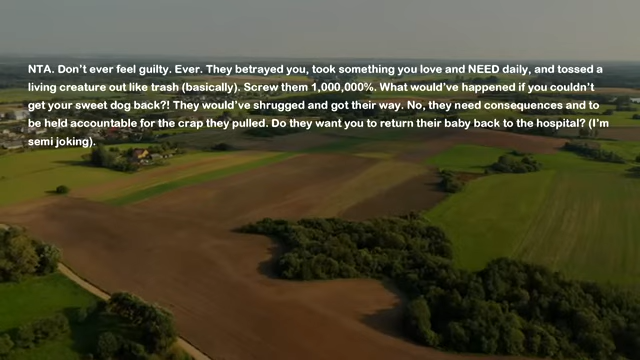 NTA. Don't ever feel guilty. Ever. They betrayed you, took something you love and NEED daily, and tossed a
living creature out like trash (basically). Screw them 1,000,000%. What would've happened if you couldn't
get your sweet dog back?! They would've shrugged and got their way. No, they need consequences and to
be held accountable for the crap they pulled. Do they want you to return their baby back to the hospital? (I'm
semi joking).